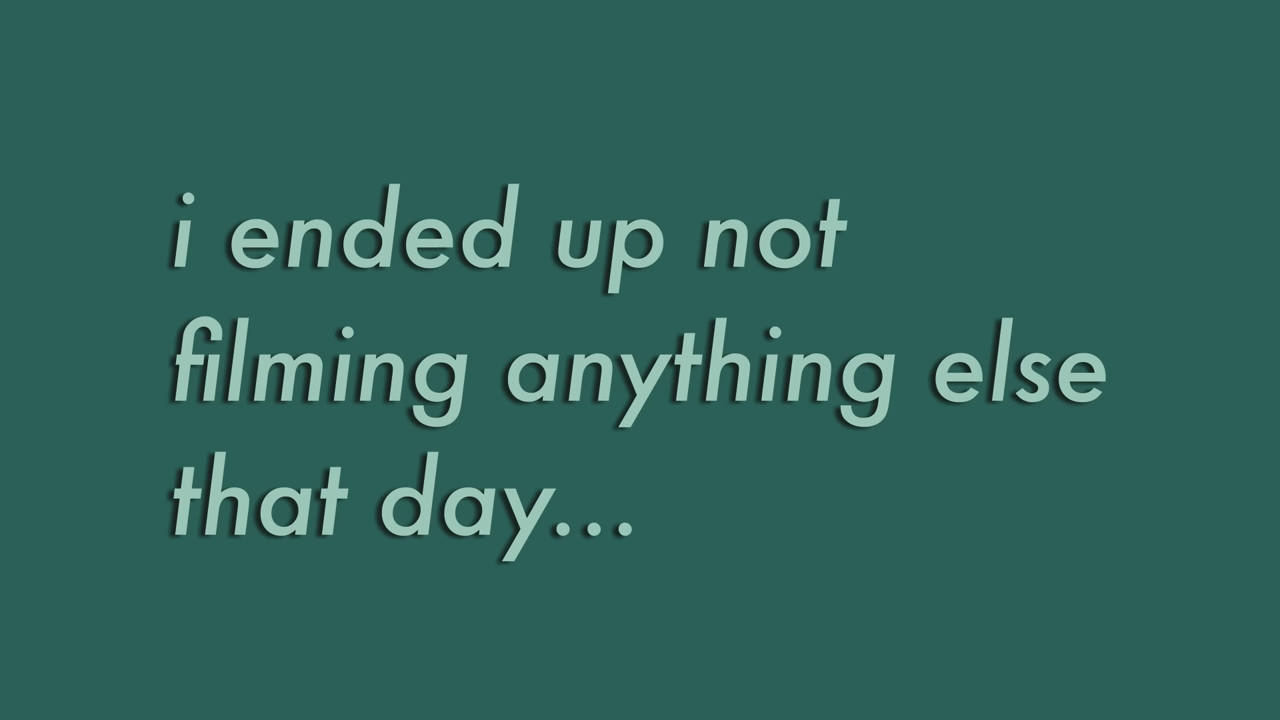 i ended up not
filming anything else
that day...